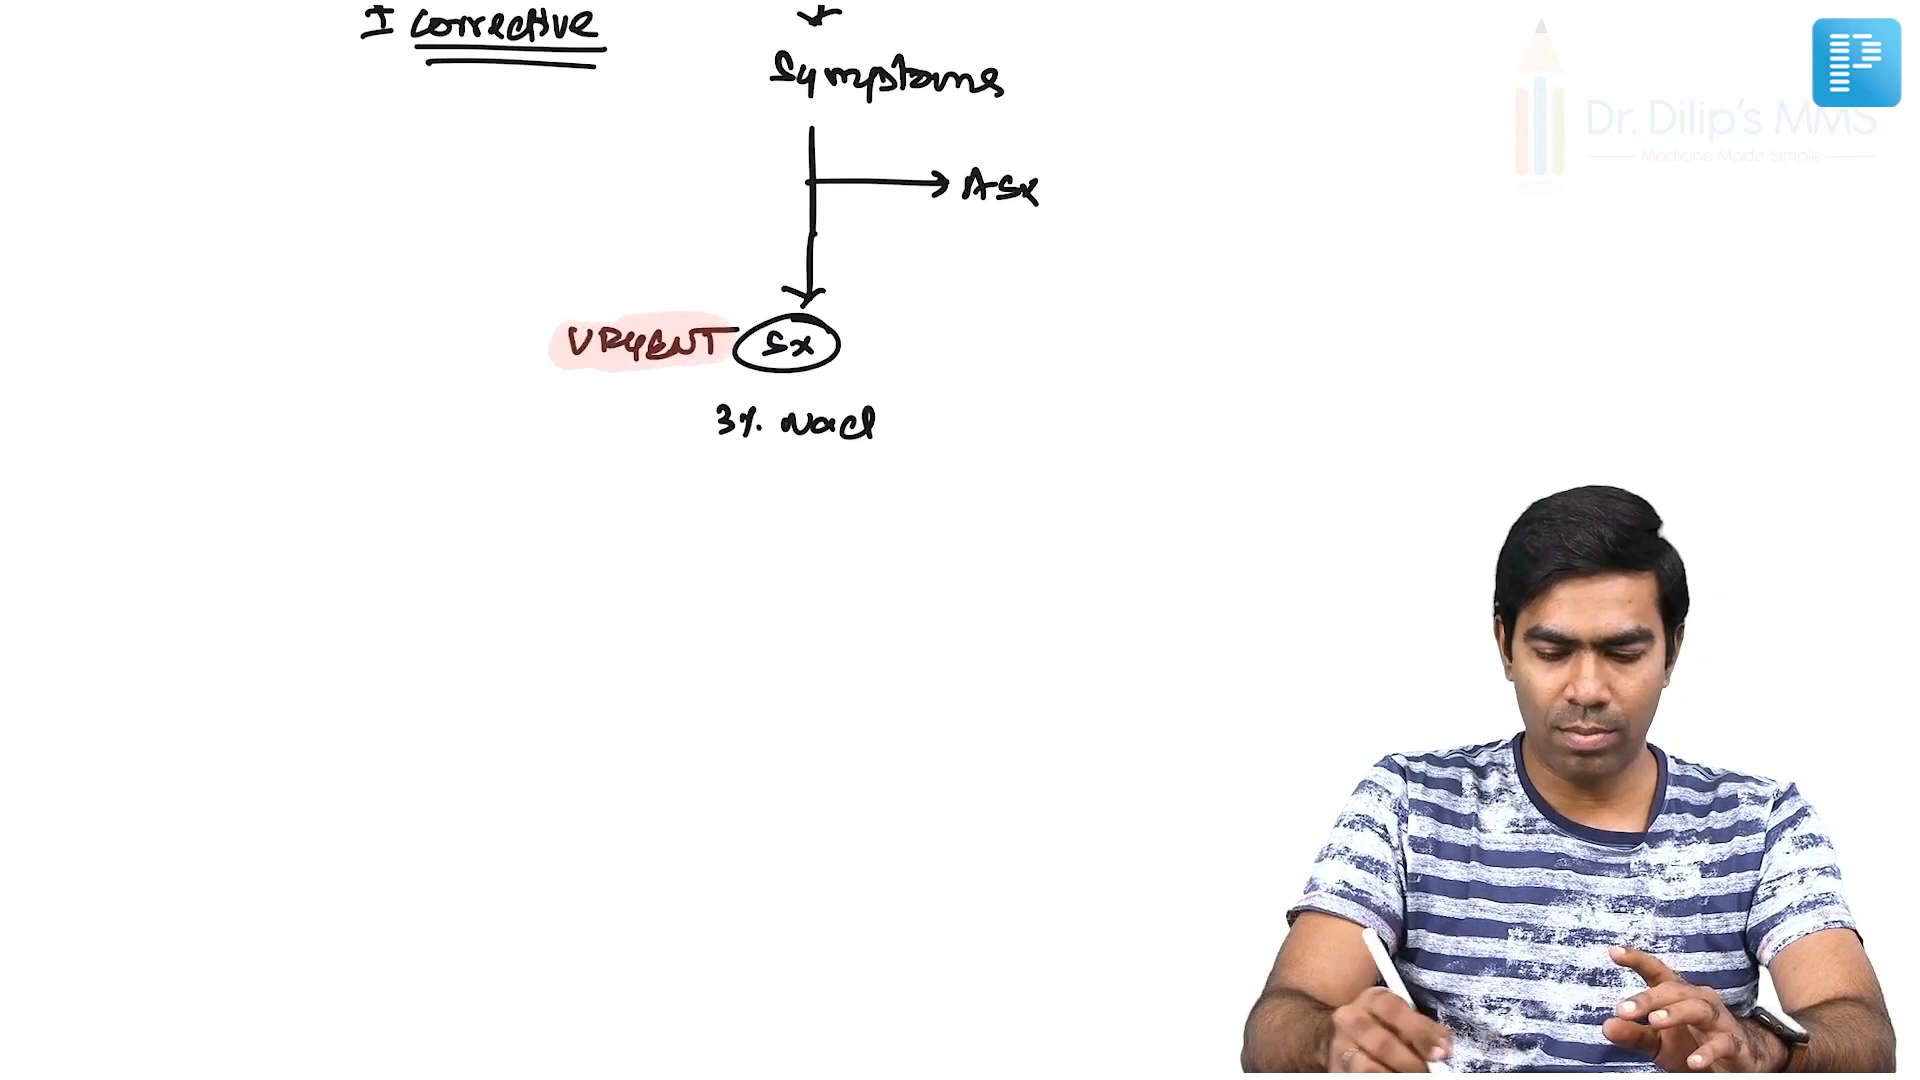 I corrective
Symptoms
ASx
URGENT Sx
3%. Nacl
Dr. Dilip's MMS
Medicine Made Simple